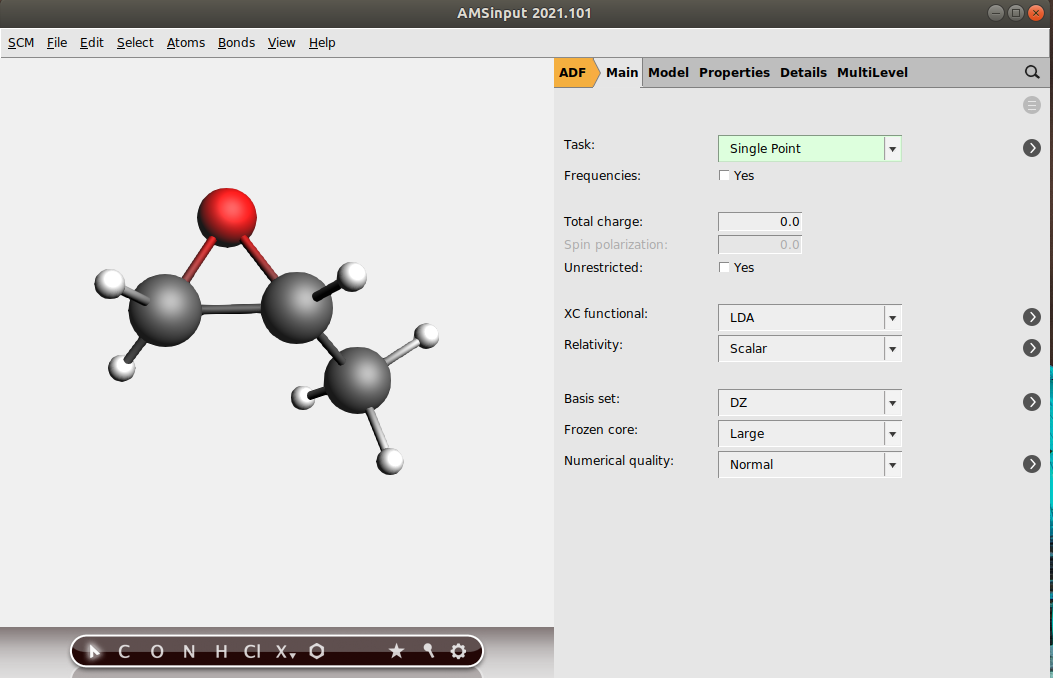 AMSinput 2021.101
SCM File Edit Select Atoms Bonds View Help
ADF Main Model Properties Details MultiLevel
Task: Single Point
Frequencies: Yes
Total charge: 0.0
Spin polarization: 0.0
Unrestricted: Yes
XC functional: LDA
Relativity: Scalar
Basis set: DZ
Frozen core: Large
Numerical quality: Normal
C O N H Cl X